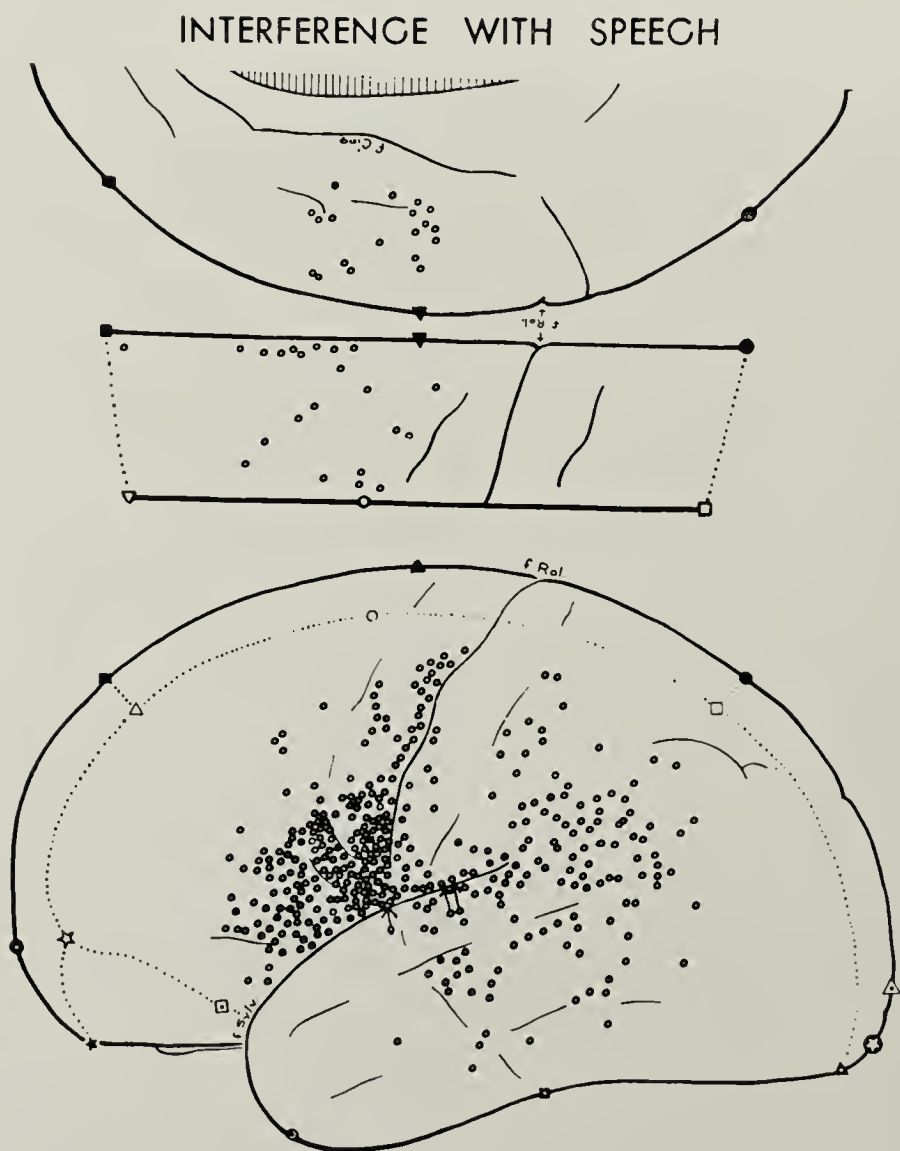 INTERFERENCE WITH SPEECH
f. Cing
f Rol.
f Rol.
f. Sylv